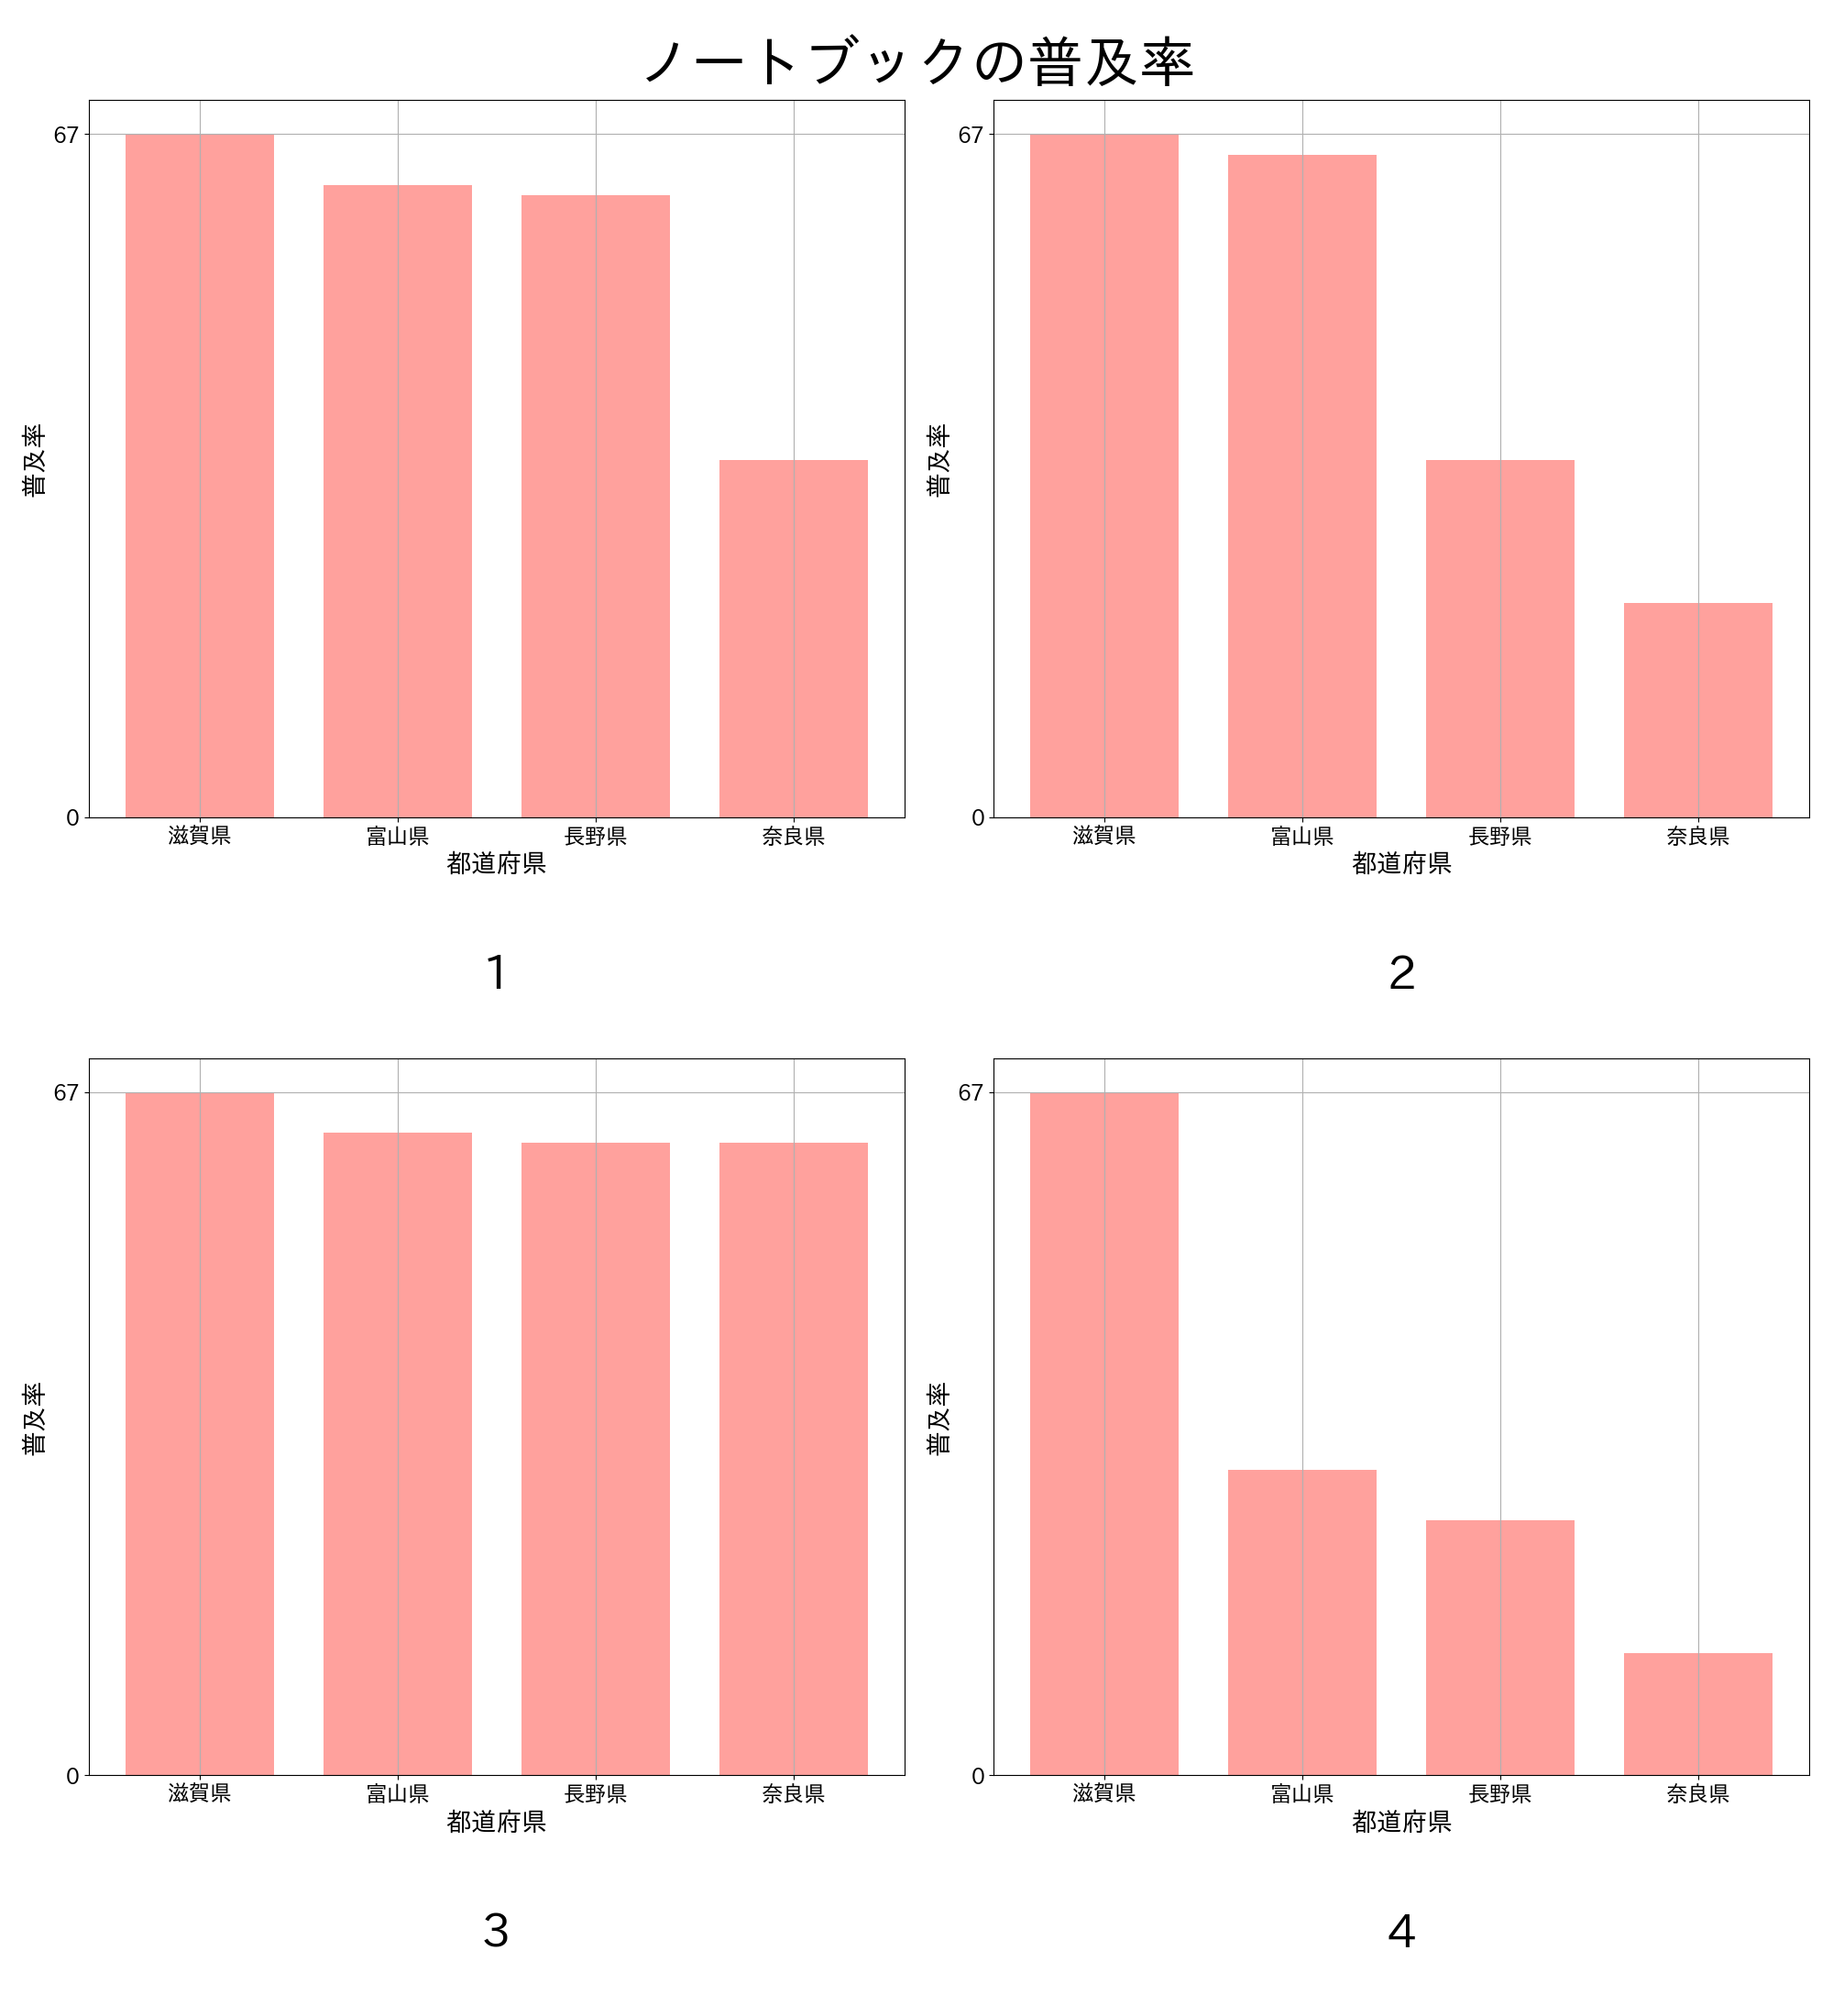 ノートブックの普及率
67
0
普及率
滋賀県 富山県 長野県 奈良県
都道府県
1
67
0
普及率
滋賀県 富山県 長野県 奈良県
都道府県
2
67
0
普及率
滋賀県 富山県 長野県 奈良県
都道府県
3
67
0
普及率
滋賀県 富山県 長野県 奈良県
都道府県
4